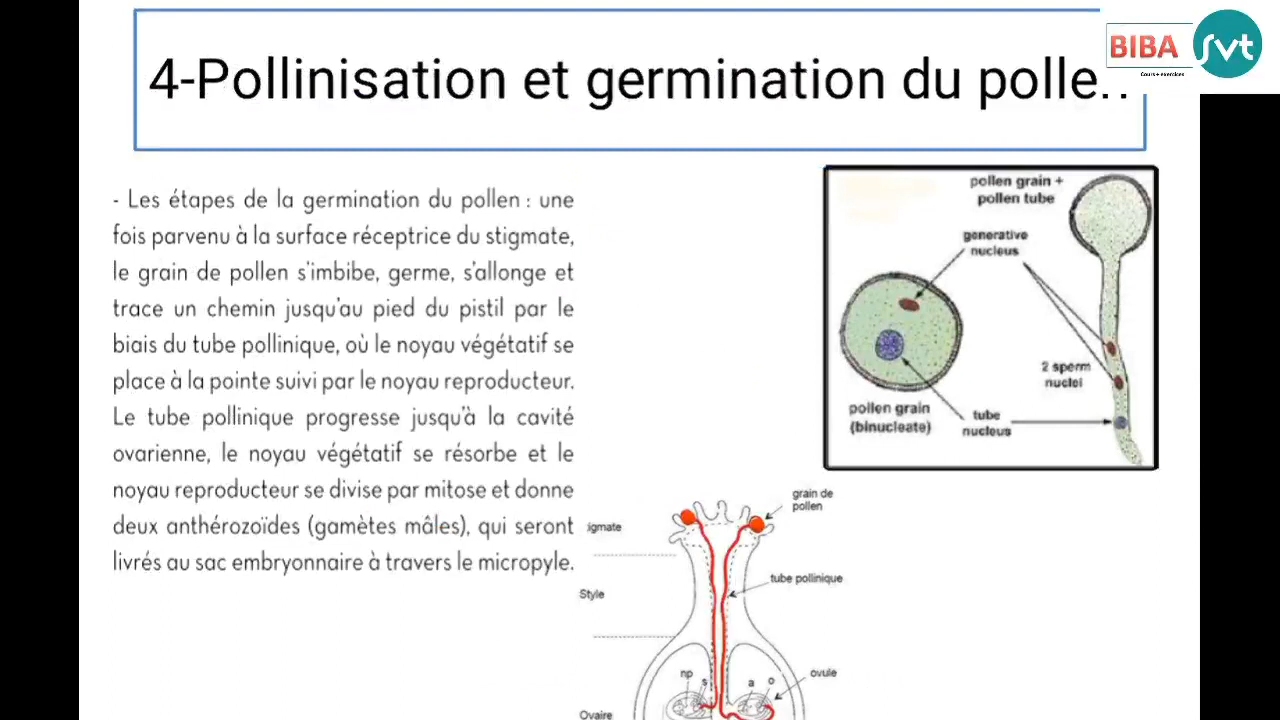 4-Pollinisation et germination du pollen
BIBA
Cours + exercices
svt
- Les étapes de la germination du pollen : une
fois parvenu à la surface réceptrice du stigmate,
le grain de pollen s'imbibe, germe, s'allonge et
trace un chemin jusqu'au pied du pistil par le
biais du tube pollinique, où le noyau végétatif se
place à la pointe suivi par le noyau reproducteur.
Le tube pollinique progresse jusqu'à la cavité
ovarienne, le noyau végétatif se résorbe et le
noyau reproducteur se divise par mitose et donne
deux anthérozoïdes (gamètes mâles), qui seront
livrés au sac embryonnaire à travers le micropyle.
pollen grain +
pollen tube
generative
nucleus
2 sperm
nuclei
pollen grain
(binucleate)
tube
nucleus
grain de
pollen
igmate
tube pollinique
Style
np
s
a
o
ovule
Ovaire